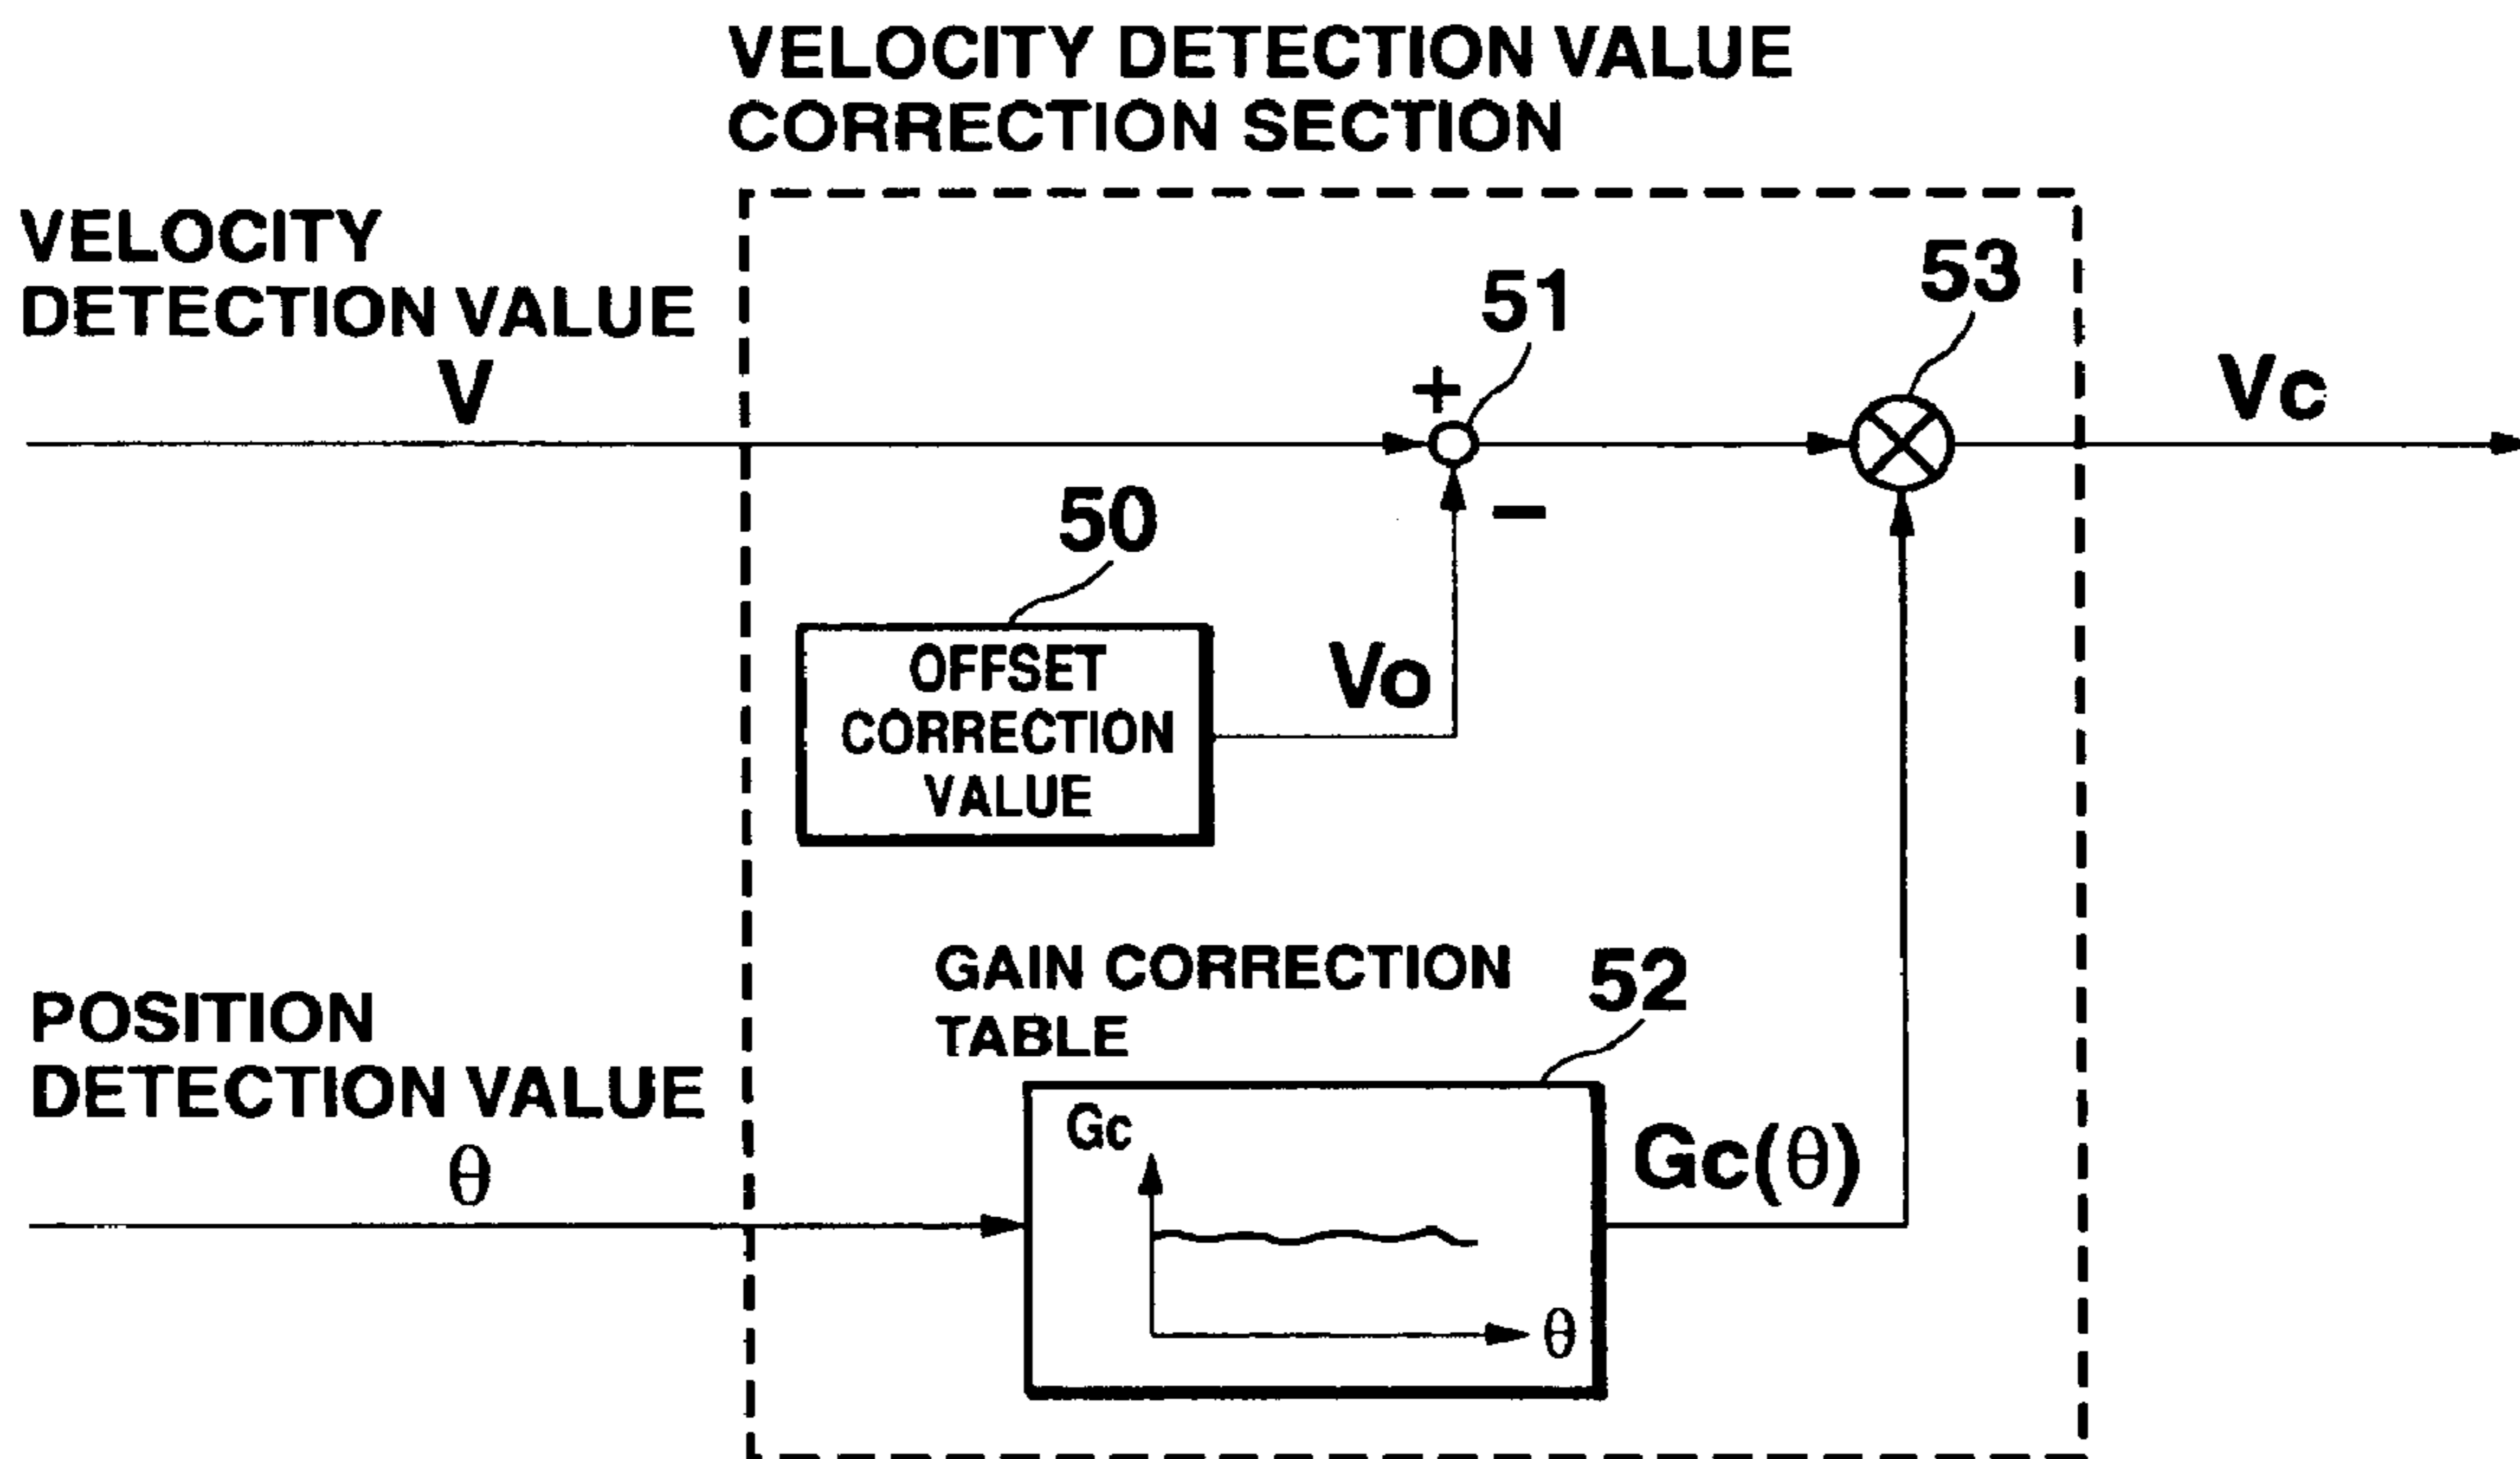 VELOCITY DETECTION VALUE
CORRECTION SECTION
VELOCITY
DETECTION VALUE
V
53
51
+
Vc
−
50
OFFSET
CORRECTION
VALUE
Vo
GAIN CORRECTION
TABLE
52
POSITION
DETECTION VALUE
θ
Gc
Gc(θ)
θ